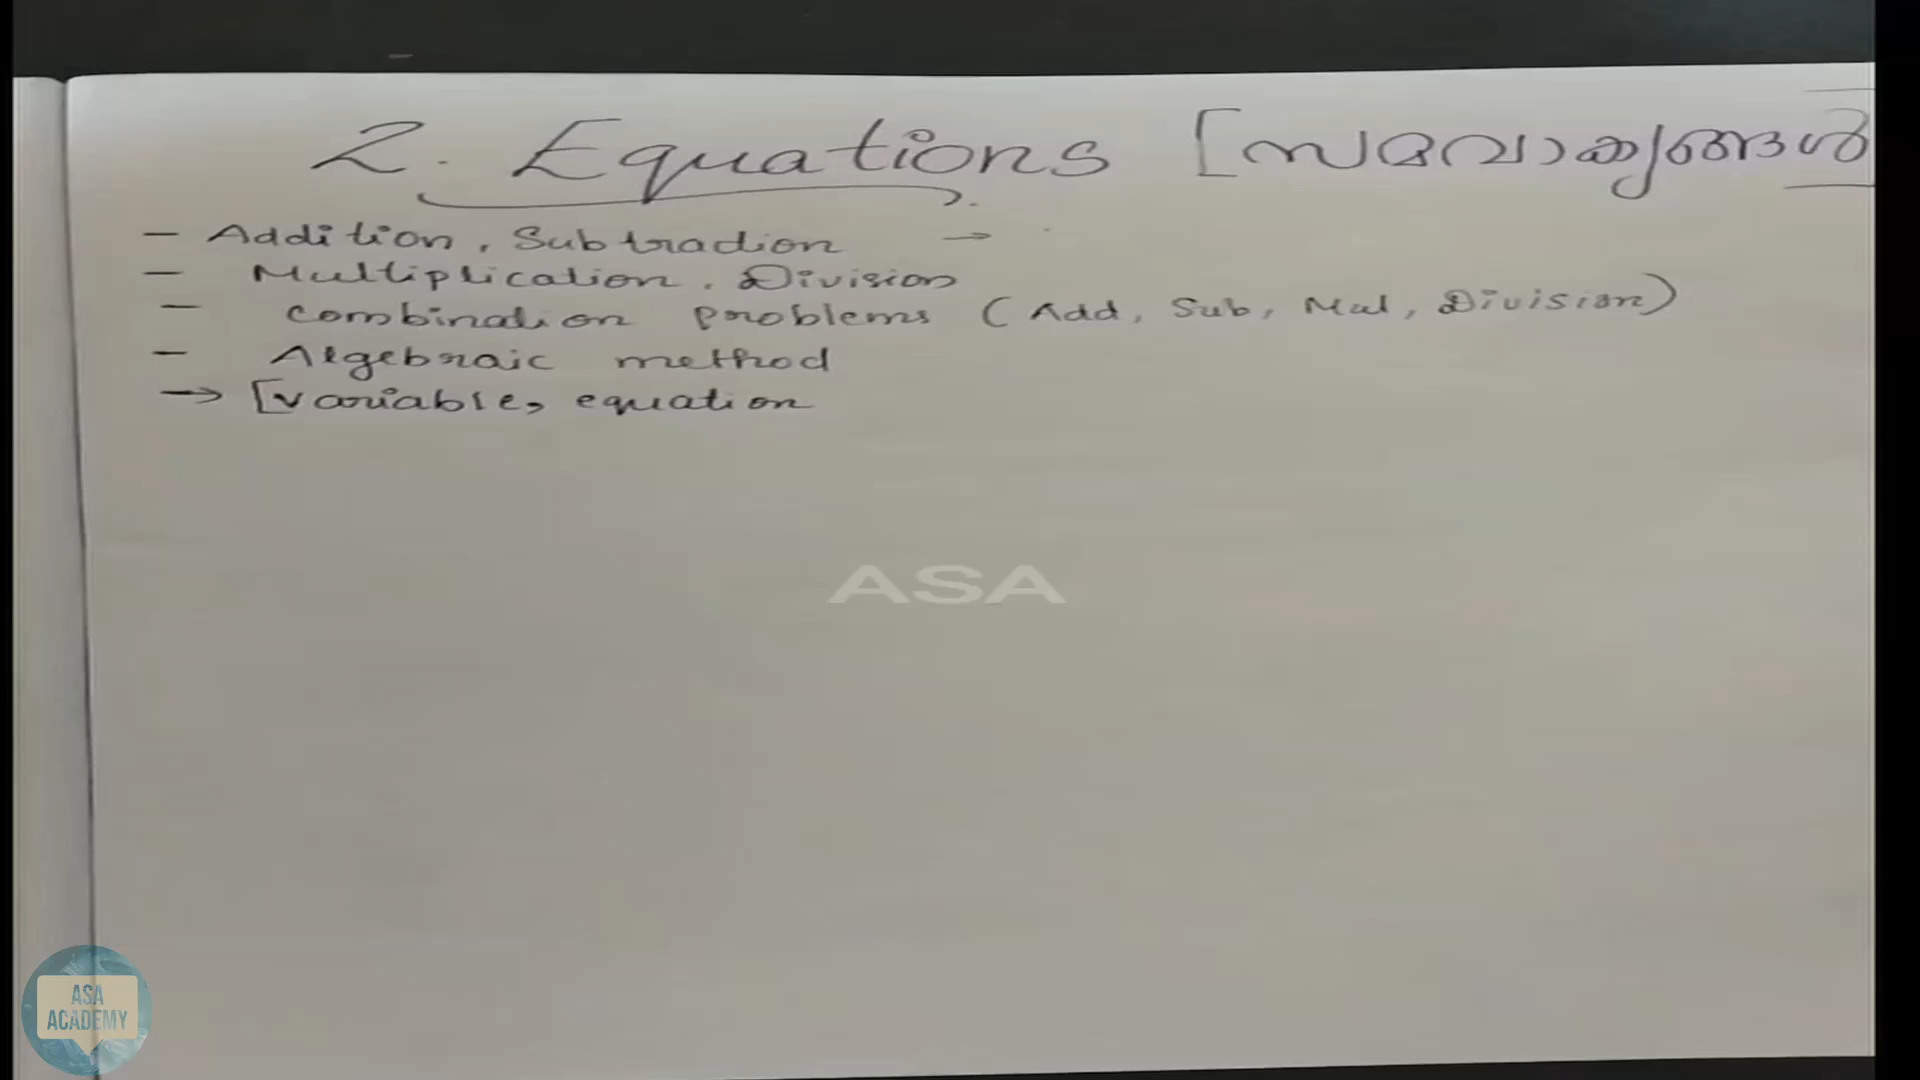 2. Equations [സമവാക്യങ്ങൾ
- Addition, Subtraction →
- Multiplication, Division
- Combination problems (Add, Sub, Mul, Division)
- Algebraic method
→ [variable, equation
ASA
ASA
ACADEMY